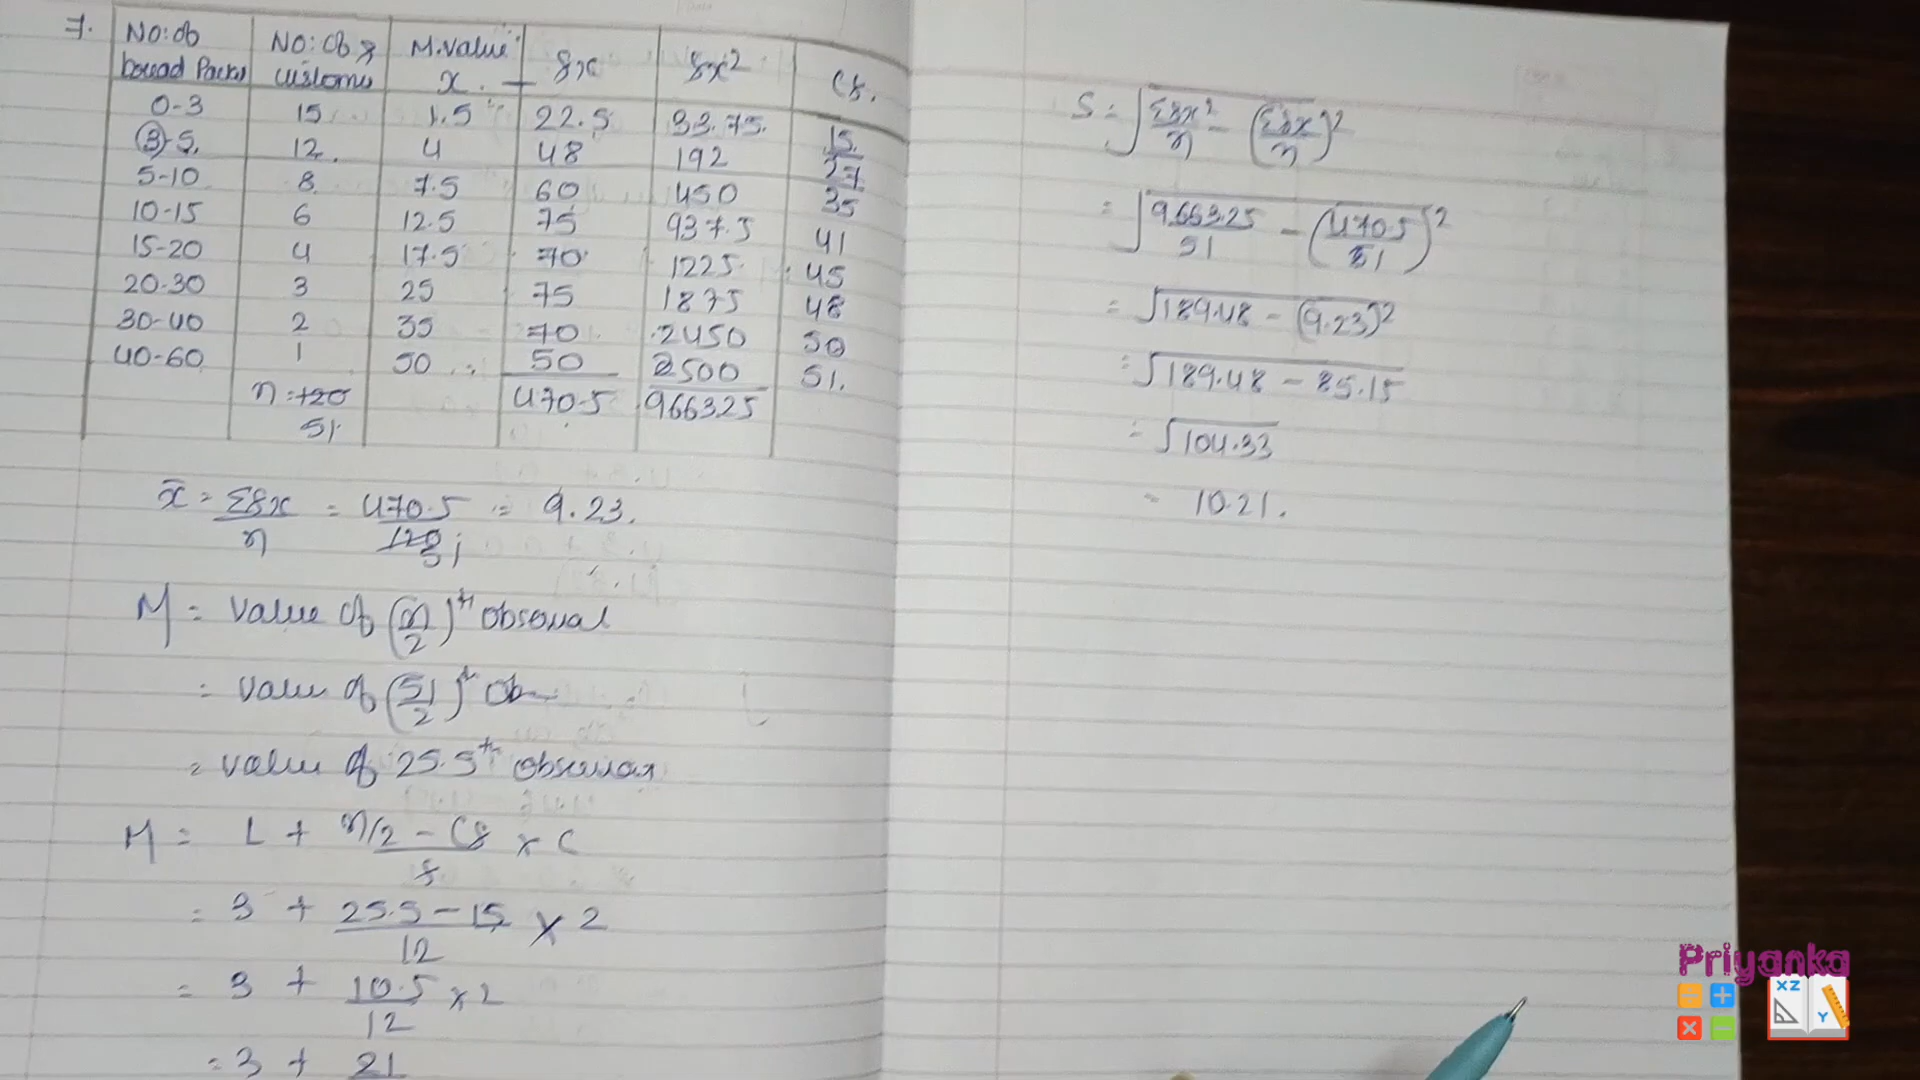 7.
No: of bound Packs | No: of customers f | M. value x | fx | fx² | Cf.
0-3 | 15 | 1.5 | 22.5 | 33.75 | 15
3-5 | 12 | 4 | 48 | 192 | 27
5-10 | 8 | 7.5 | 60 | 450 | 35
10-15 | 6 | 12.5 | 75 | 937.5 | 41
15-20 | 4 | 17.5 | 70 | 1225 | 45
20-30 | 3 | 25 | 75 | 1875 | 48
30-40 | 2 | 35 | 70 | 2450 | 50
40-60 | 1 | 50 | 50 | 2500 | 51.
n = 120 | 470.5 | 9663.25
51
x̄ = Σfx/n = 470.5/120 51 = 9.23.
M = Value of (n/2)th obserual
= Value of (51/2)th Ob
= value of 25.5th obseruar
M = L + n/2 - Cf / f × C
= 3 + 25.5 - 15 / 12 × 2
= 3 + 10.5/12 × 2
= 3 + 21
S = √Σfx²/n - (Σfx/n)²
= √9663.25/51 - (470.5/51)²
= √189.48 - (9.23)²
= √189.48 - 85.15
= √104.33
= 10.21.
Priyanka
XZ
Y